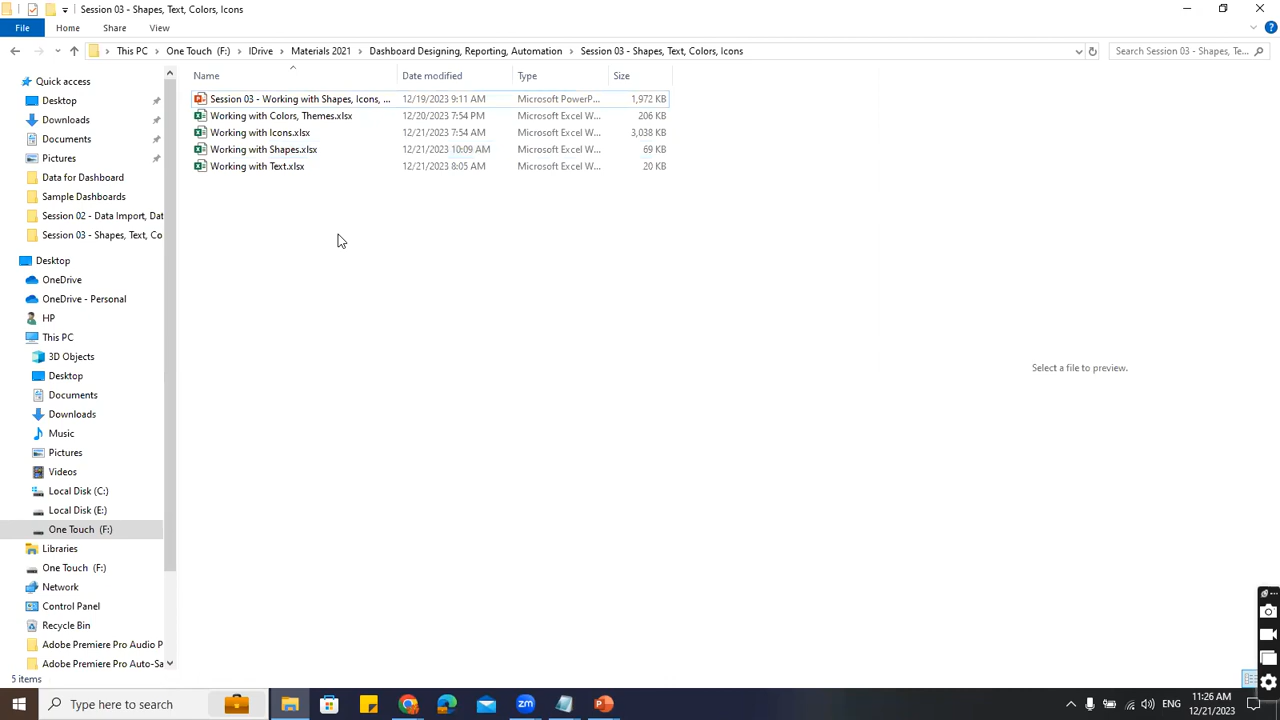 Session 03 - Shapes, Text, Colors, Icons
File Home Share View
This PC One Touch (F:) IDrive Materials 2021 Dashboard Designing, Reporting, Automation Session 03 - Shapes, Text, Colors, Icons Search Session 03 - Shapes, Te...
Name Date modified Type Size
Session 03 - Working with Shapes, Icons, ... 12/19/2023 9:11 AM Microsoft PowerP... 1,972 KB
Working with Colors, Themes.xlsx 12/20/2023 7:54 PM Microsoft Excel W... 206 KB
Working with Icons.xlsx 12/21/2023 7:54 AM Microsoft Excel W... 3,038 KB
Working with Shapes.xlsx 12/21/2023 10:09 AM Microsoft Excel W... 69 KB
Working with Text.xlsx 12/21/2023 8:05 AM Microsoft Excel W... 20 KB
Quick access
Desktop
Downloads
Documents
Pictures
Data for Dashboard
Sample Dashboards
Session 02 - Data Import, Dat
Session 03 - Shapes, Text, Co
Desktop
OneDrive
OneDrive - Personal
HP
This PC
3D Objects
Desktop
Documents
Downloads
Music
Pictures
Videos
Local Disk (C:)
Local Disk (E:)
One Touch (F:)
Libraries
One Touch (F:)
Network
Control Panel
Recycle Bin
Adobe Premiere Pro Audio P
Adobe Premiere Pro Auto-Sa
Select a file to preview.
5 items
Type here to search
zm
ENG
11:26 AM
12/21/2023